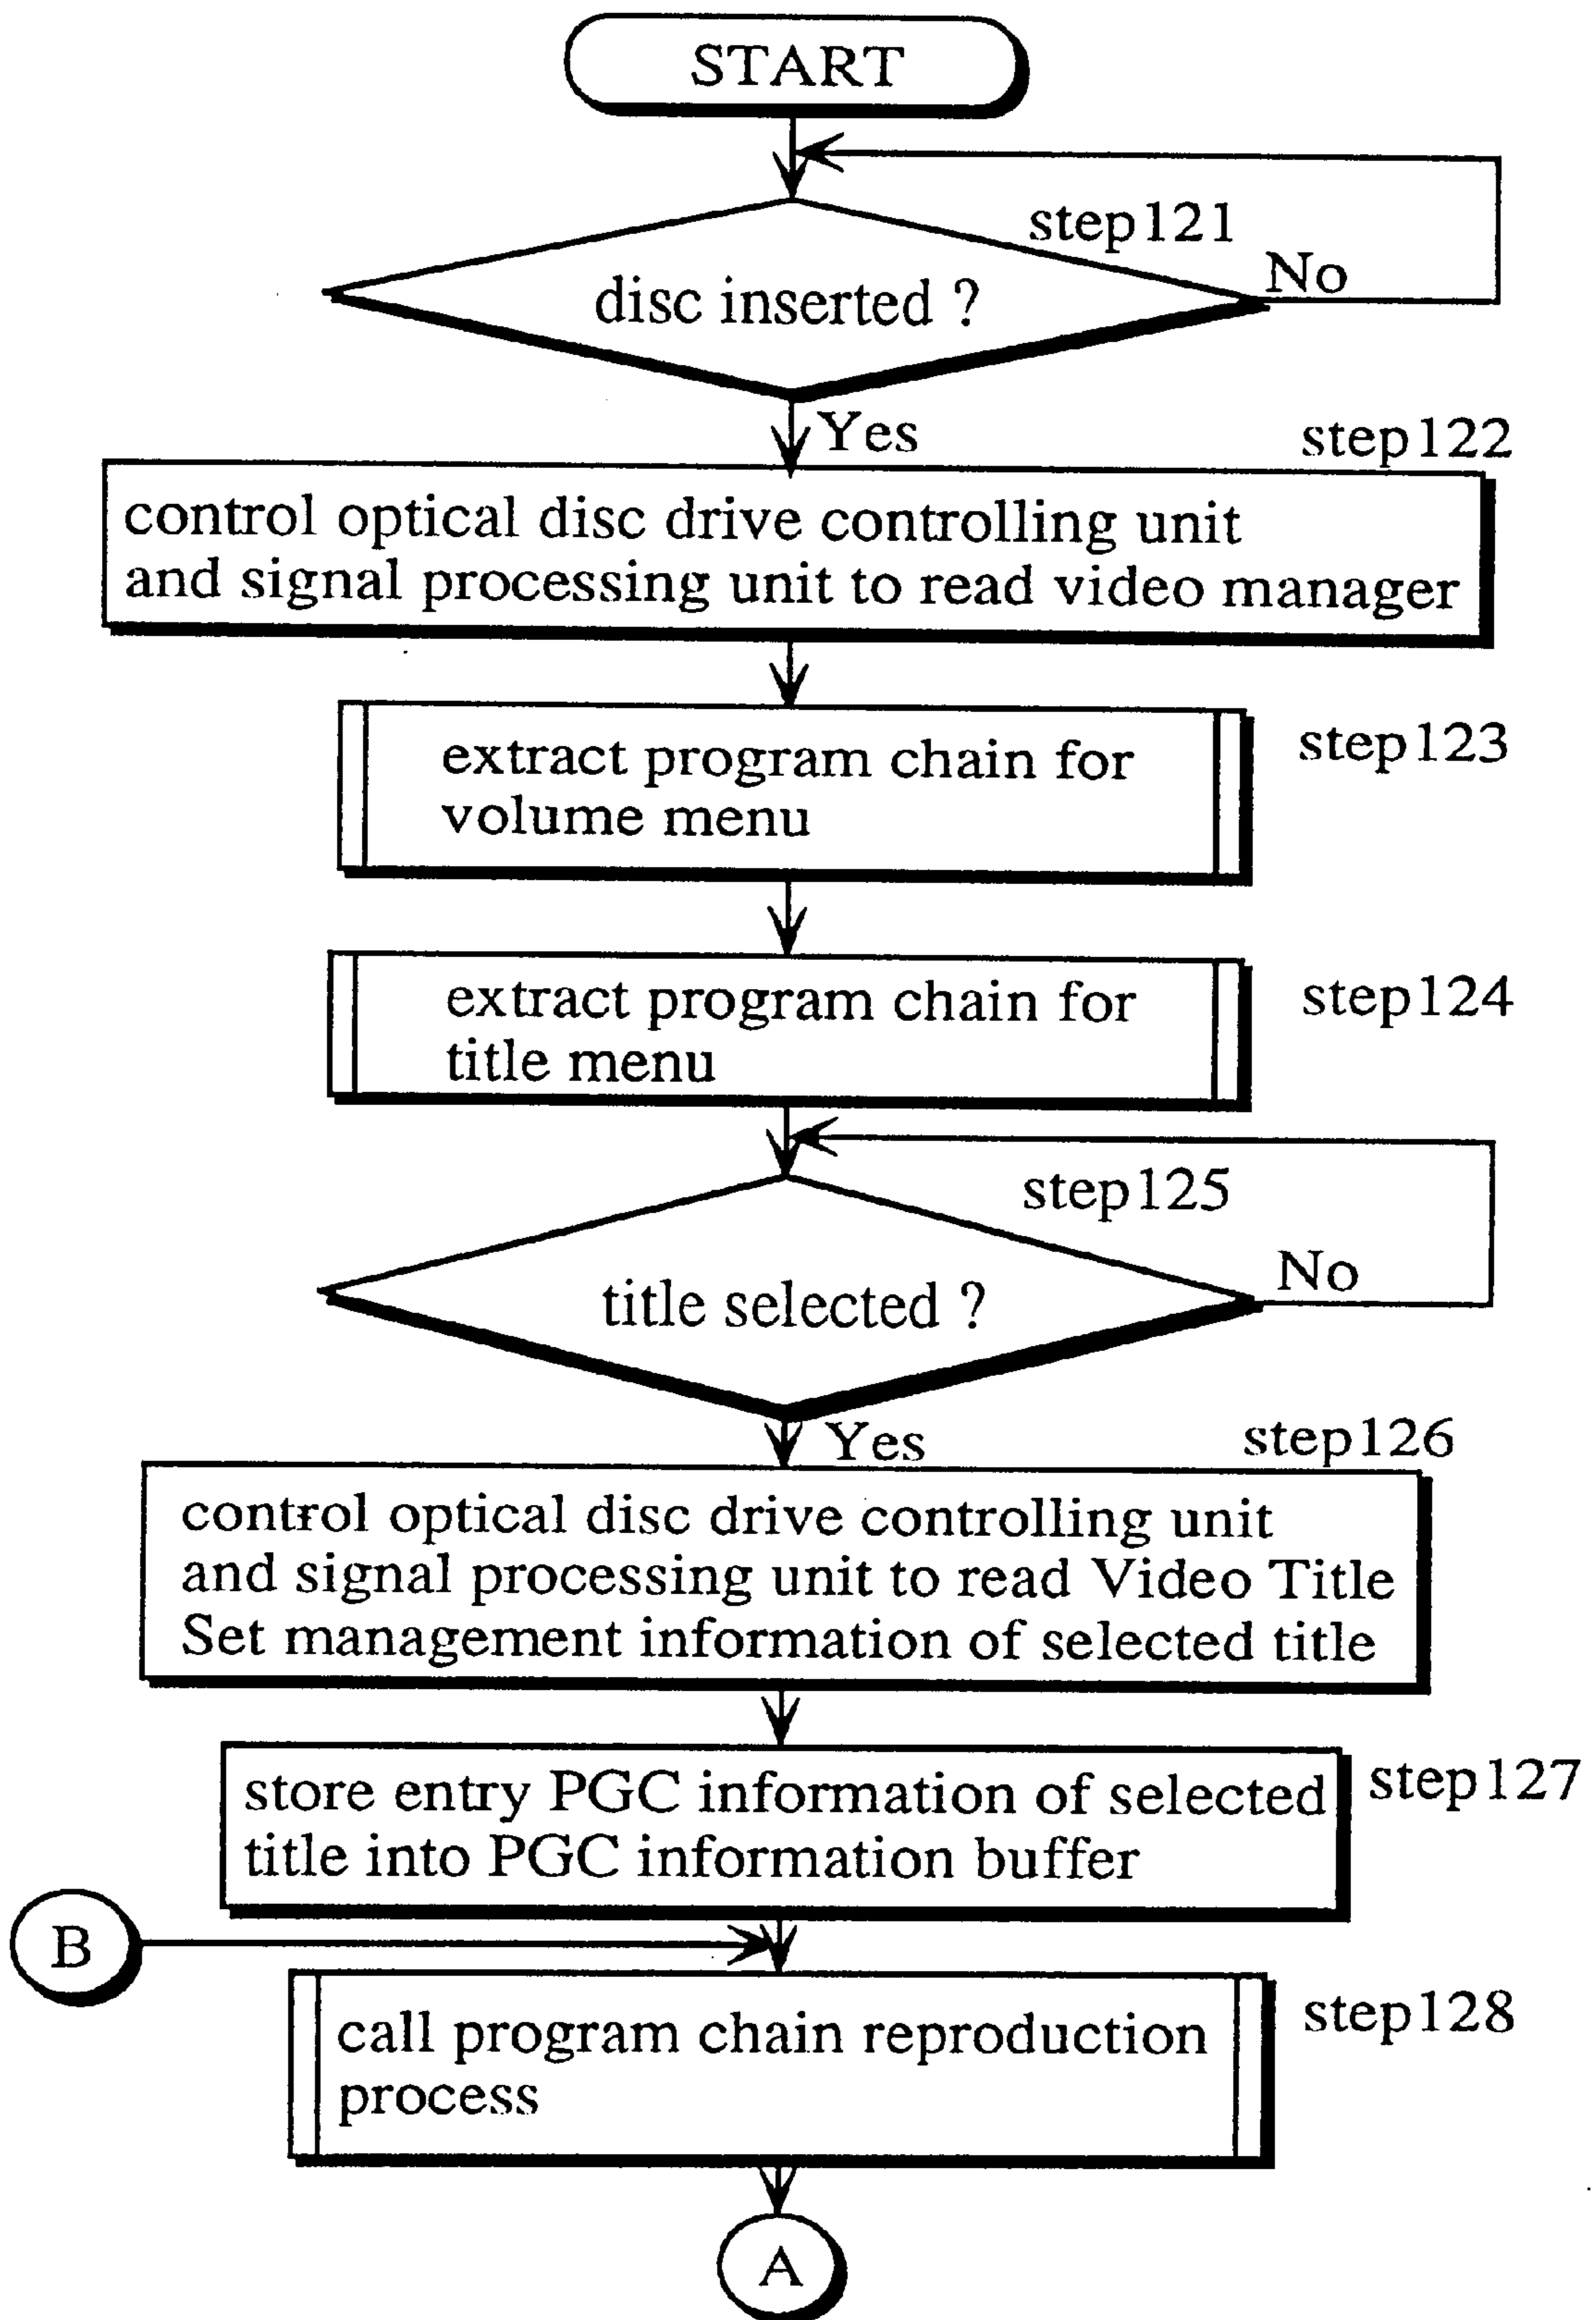 START
step121
No
disc inserted ?
Yes
step122
control optical disc drive controlling unit
and signal processing unit to read video manager
step123
extract program chain for
volume menu
step124
extract program chain for
title menu
step125
No
title selected ?
Yes
step126
control optical disc drive controlling unit
and signal processing unit to read Video Title
Set management information of selected title
step127
store entry PGC information of selected
title into PGC information buffer
B
step128
call program chain reproduction
process
A